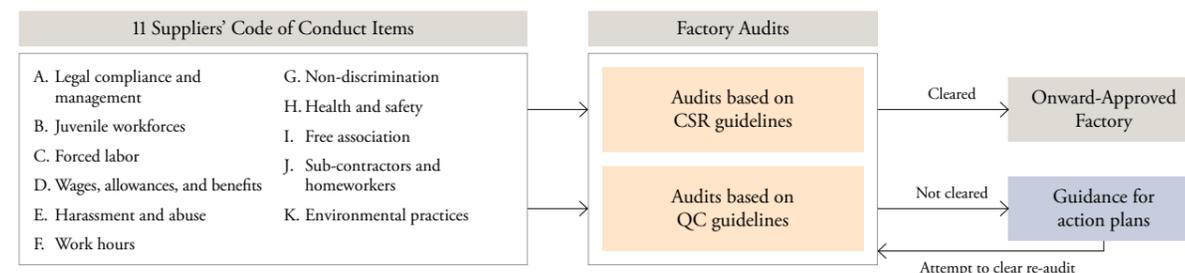 11 Suppliers’ Code of Conduct Items
A. Legal compliance and
management
B. Juvenile workforces
C. Forced labor
D. Wages, allowances, and benefits
E. Harassment and abuse
F. Work hours
G. Non-discrimination
H. Health and safety
I. Free association
J. Sub-contractors and
homeworkers
K. Environmental practices
Factory Audits
Audits based on
CSR guidelines
Audits based on
QC guidelines
Cleared
Onward-Approved
Factory
Not cleared
Guidance for
action plans
Attempt to clear re-audit